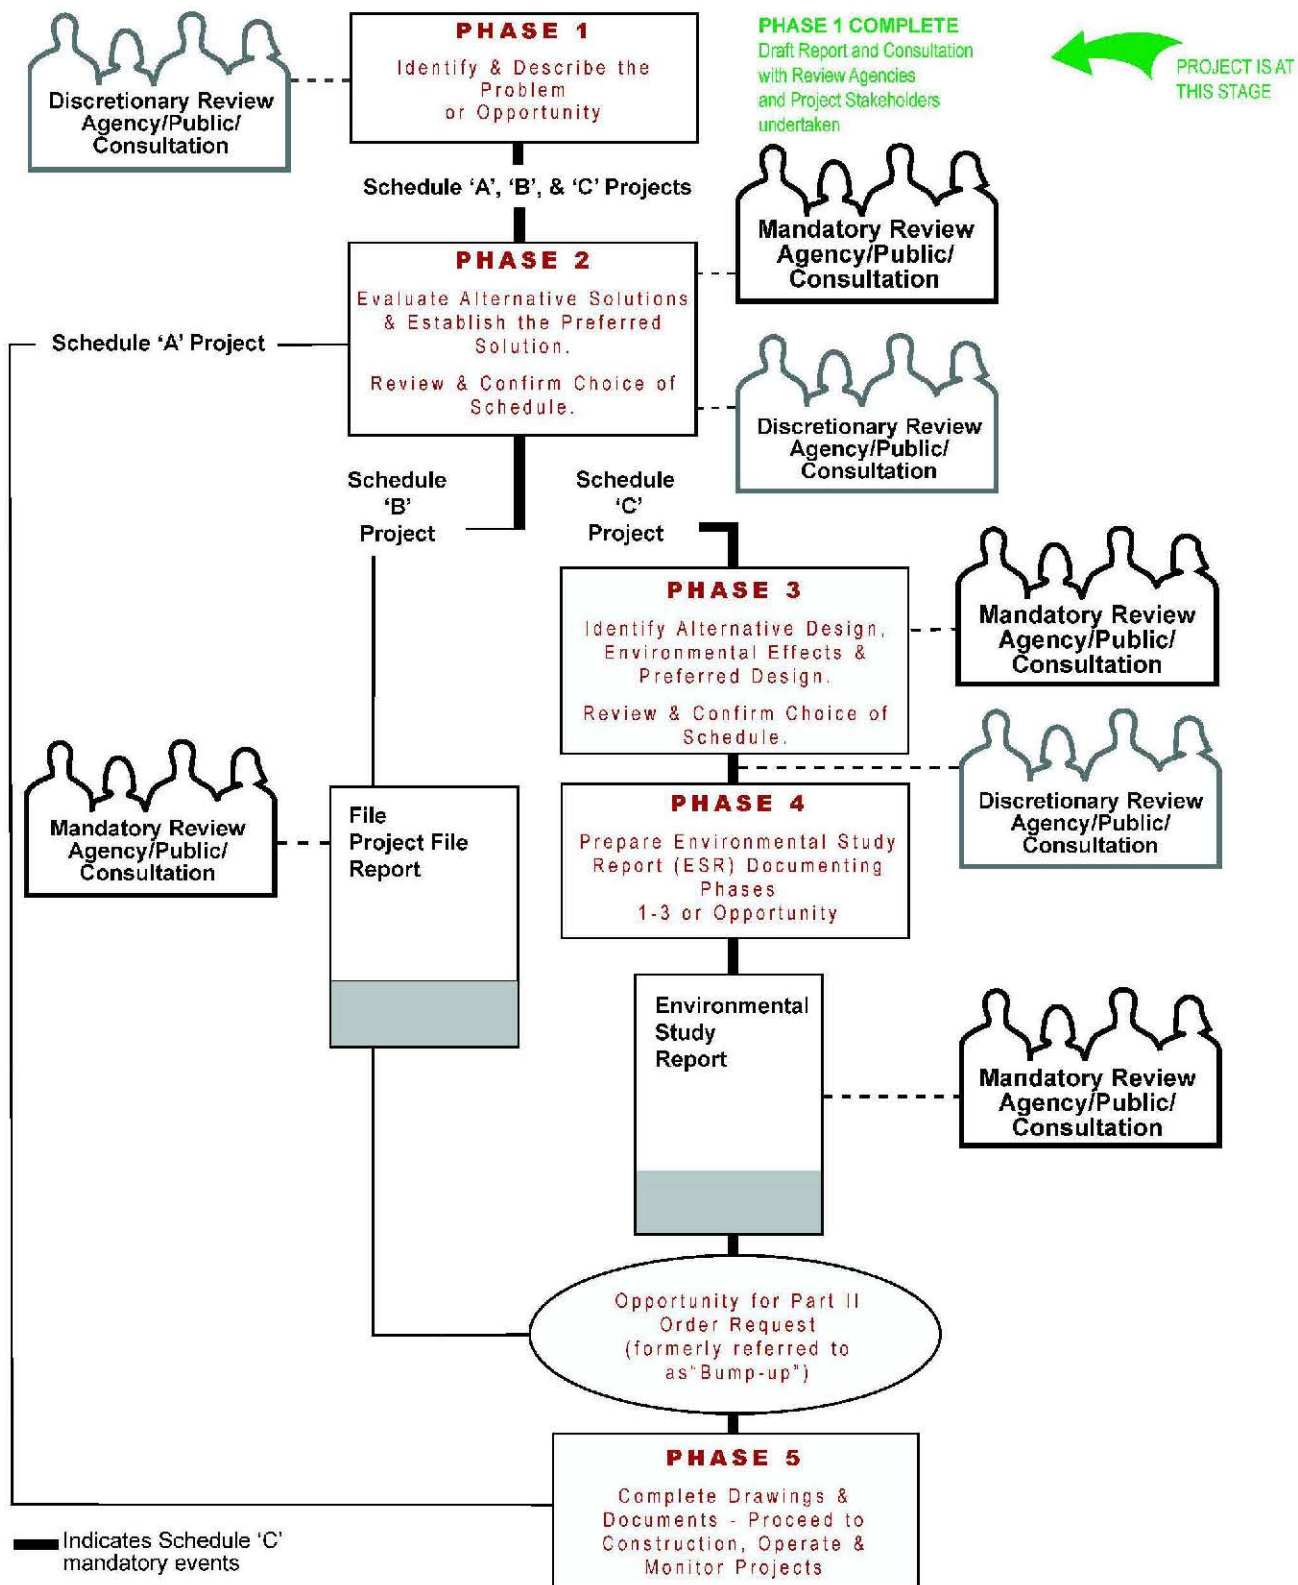 PHASE 1
Identify & Describe the
Problem
or Opportunity
Discretionary Review
Agency/Public/
Consultation
PHASE 1 COMPLETE
Draft Report and Consultation
with Review Agencies
and Project Stakeholders
undertaken
PROJECT IS AT
THIS STAGE
Schedule ‘A’, ‘B’, & ‘C’ Projects
Mandatory Review
Agency/Public/
Consultation
PHASE 2
Evaluate Alternative Solutions
& Establish the Preferred
Solution.
Review & Confirm Choice of
Schedule.
Schedule ‘A’ Project
Discretionary Review
Agency/Public/
Consultation
Schedule
‘B’
Project
Schedule
‘C’
Project
PHASE 3
Identify Alternative Design,
Environmental Effects &
Preferred Design.
Review & Confirm Choice of
Schedule.
Mandatory Review
Agency/Public/
Consultation
Discretionary Review
Agency/Public/
Consultation
Mandatory Review
Agency/Public/
Consultation
File
Project File
Report
PHASE 4
Prepare Environmental Study
Report (ESR) Documenting
Phases
1-3 or Opportunity
Environmental
Study
Report
Mandatory Review
Agency/Public/
Consultation
Opportunity for Part II
Order Request
(formerly referred to
as“Bump-up”)
PHASE 5
Complete Drawings &
Documents - Proceed to
Construction, Operate &
Monitor Projects
Indicates Schedule ‘C’
mandatory events